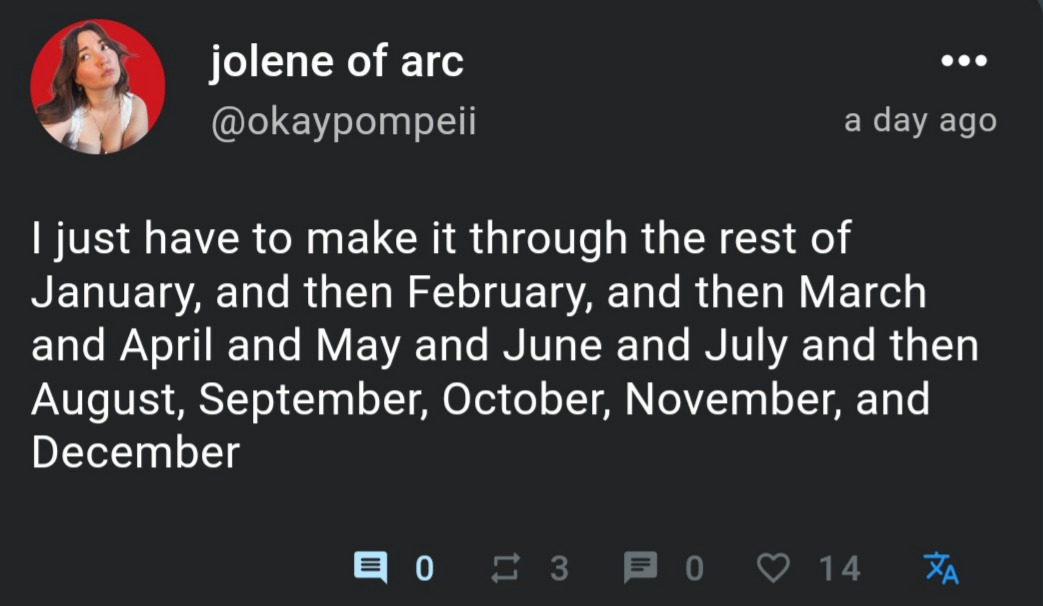 jolene of arc
@okaypompeii
a day ago
I just have to make it through the rest of
January, and then February, and then March
and April and May and June and July and then
August, September, October, November, and
December
0 3 0 14